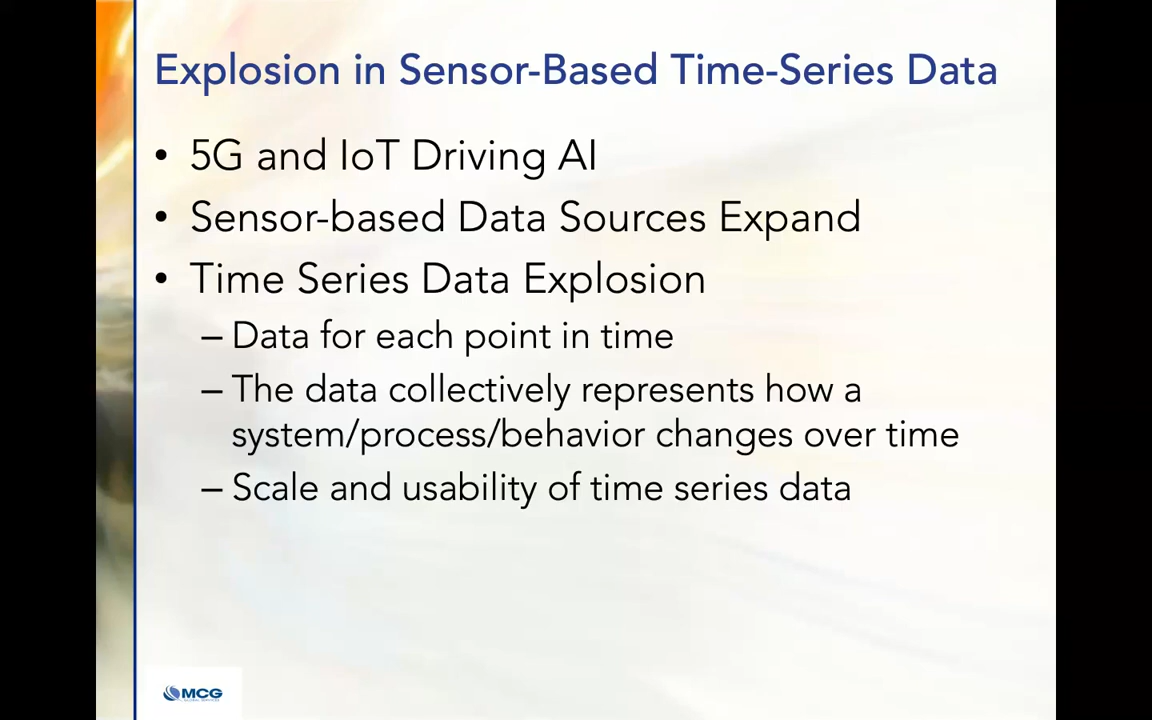 Explosion in Sensor-Based Time-Series Data
• 5G and IoT Driving AI
• Sensor-based Data Sources Expand
• Time Series Data Explosion
– Data for each point in time
– The data collectively represents how a
system/process/behavior changes over time
– Scale and usability of time series data
MCG